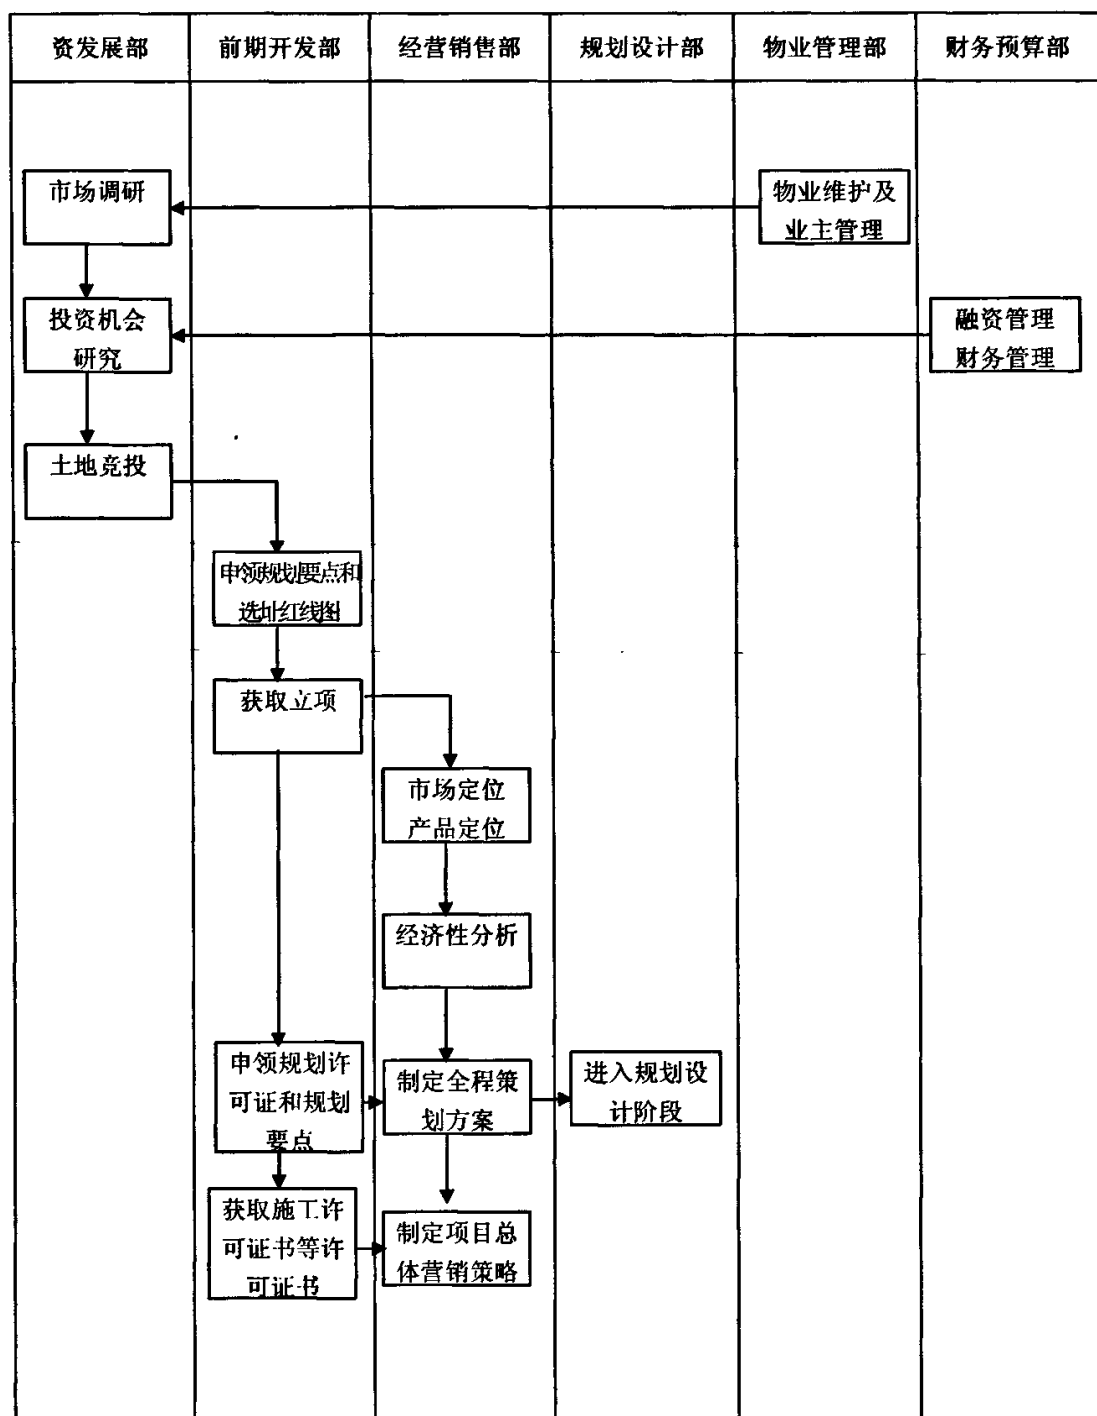 资发展部
前期开发部
经营销售部
规划设计部
物业管理部
财务预算部
市场调研
物业维护及
业主管理
投资机会
研究
融资管理
财务管理
土地竞投
申领规划要点和
选址红线图
获取立项
市场定位
产品定位
经济性分析
申领规划许
可证和规划
要点
制定全程策
划方案
进入规划设
计阶段
获取施工许
可证书等许
可证书
制定项目总
体营销策略